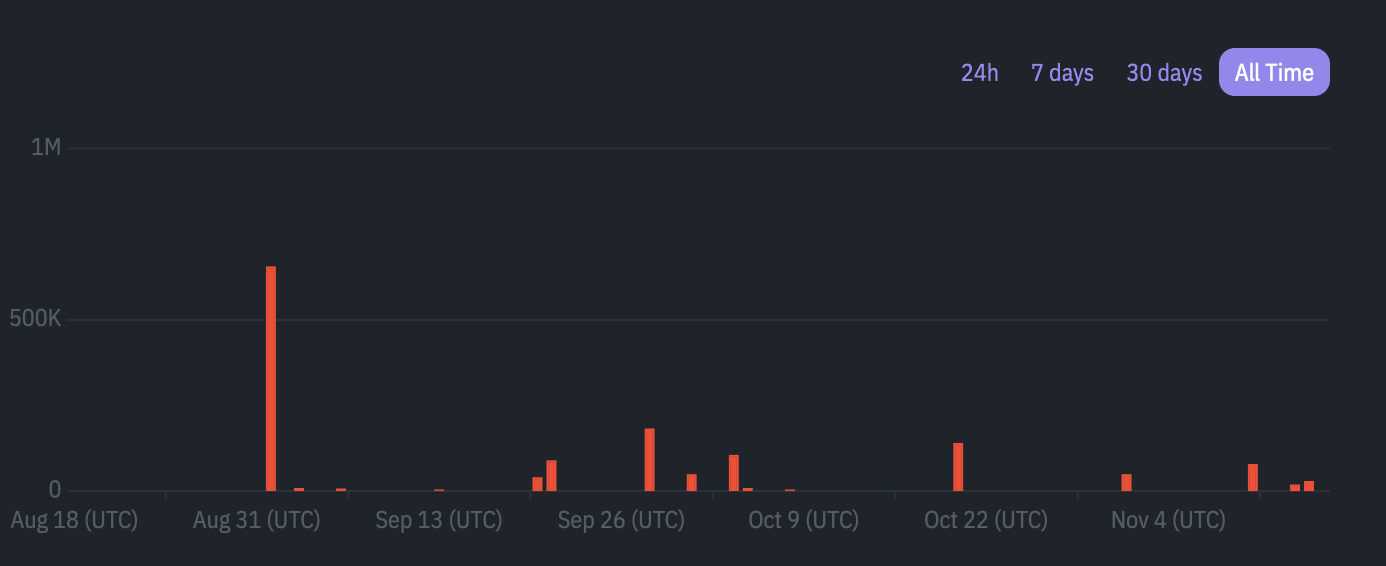 24h 7 days 30 days All Time
1M
500K
0
Aug 18 (UTC) Aug 31 (UTC) Sep 13 (UTC) Sep 26 (UTC) Oct 9 (UTC) Oct 22 (UTC) Nov 4 (UTC)